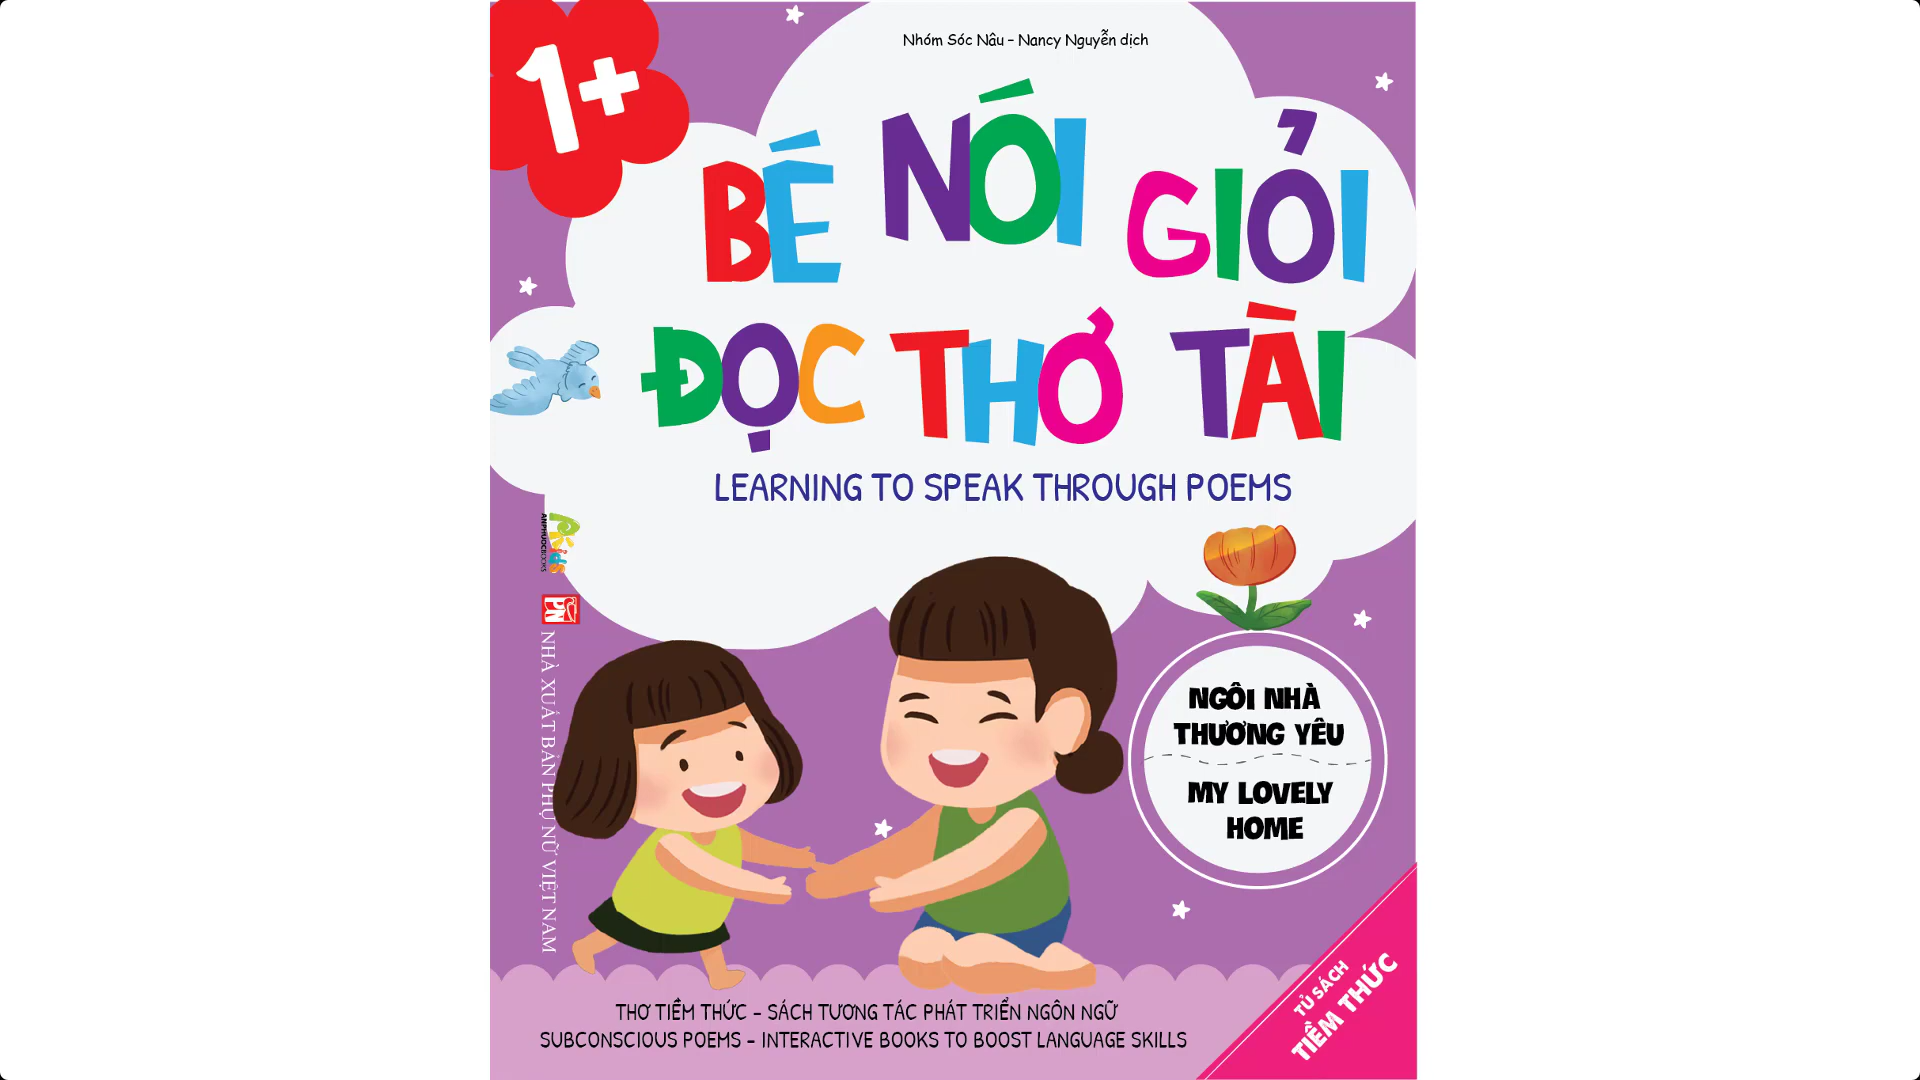 1+
Nhóm Sóc Nâu – Nancy Nguyễn dịch
BÉ NÓI GIỎI
ĐỌC THƠ TÀI
LEARNING TO SPEAK THROUGH POEMS
ANPHUOCBOOKS
PN
NHÀ XUẤT BẢN PHỤ NỮ VIỆT NAM
NGÔI NHÀ
THƯƠNG YÊU
MY LOVELY
HOME
TỦ SÁCH
TIỀM THỨC
THƠ TIỀM THỨC – SÁCH TƯƠNG TÁC PHÁT TRIỂN NGÔN NGỮ
SUBCONSCIOUS POEMS – INTERACTIVE BOOKS TO BOOST LANGUAGE SKILLS